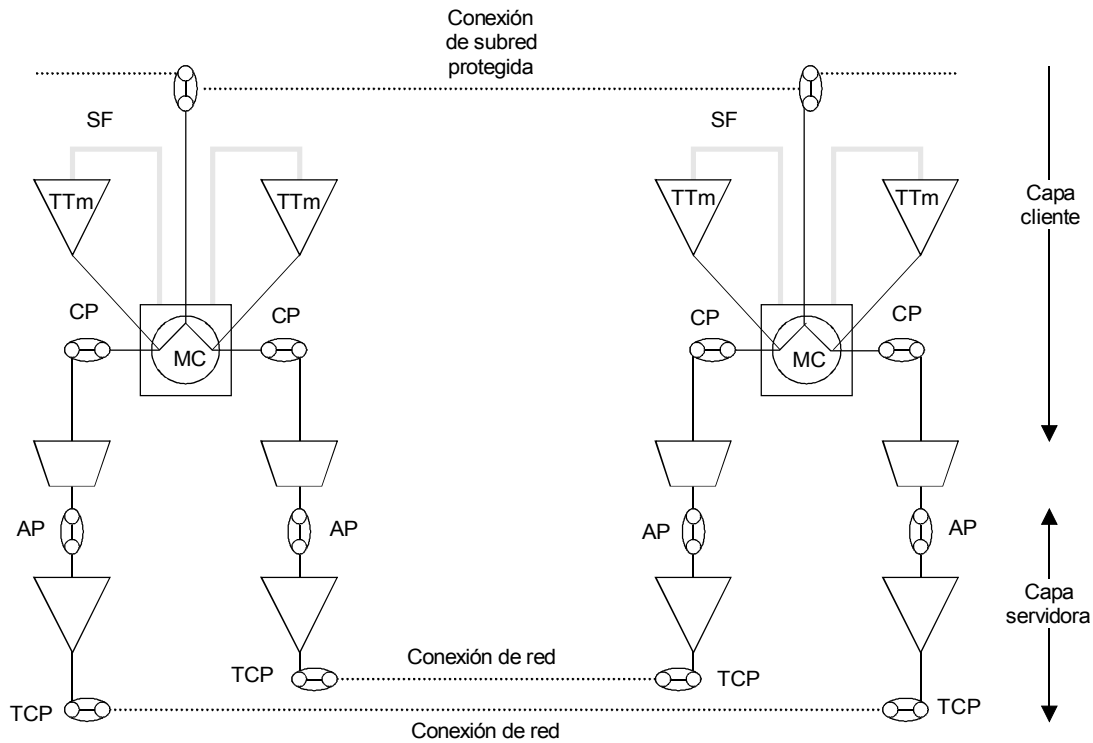 Conexión
de subred
protegida
SF
SF
TTm
TTm
TTm
TTm
Capa
cliente
CP
CP
CP
CP
MC
MC
AP
AP
AP
AP
Capa
servidora
Conexión de red
TCP
TCP
TCP
TCP
Conexión de red